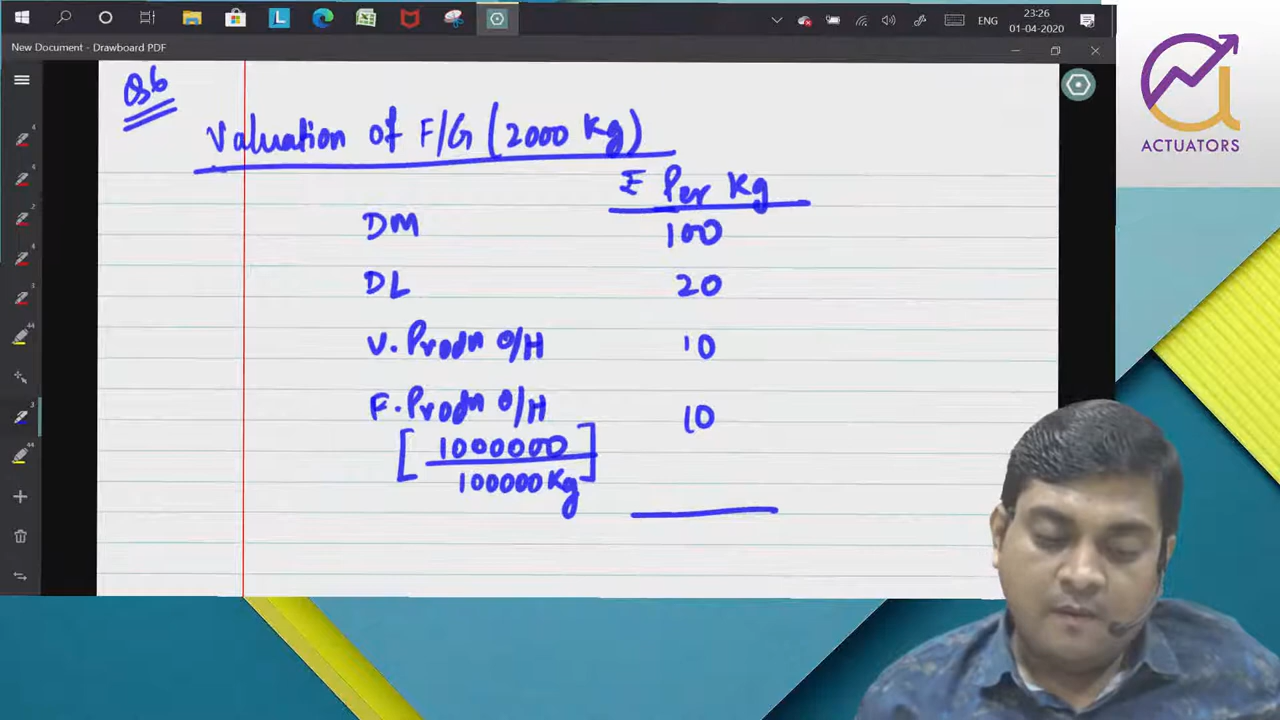 23:26
ENG
01-04-2020
New Document - Drawboard PDF
ACTUATORS
Q6
Valuation of F/G (2000 Kg)
₹ Per Kg
DM 100
DL 20
V. Prodn O/H 10
F. Prodn O/H 10
[1000000
100000 Kg]